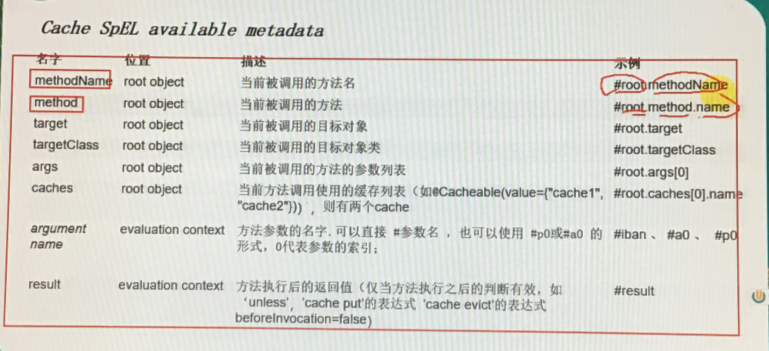 Cache SpEL available metadata
名字 位置 描述 示例
methodName root object 当前被调用的方法名 #root.methodName
method root object 当前被调用的方法 #root.method.name
target root object 当前被调用的目标对象 #root.target
targetClass root object 当前被调用的目标对象类 #root.targetClass
args root object 当前被调用的方法的参数列表 #root.args[0]
caches root object 当前方法调用使用的缓存列表（如@Cacheable(value={"cache1", #root.caches[0].name
"cache2"})），则有两个cache
argument evaluation context 方法参数的名字. 可以直接 #参数名 ，也可以使用 #p0或#a0 的 #iban 、 #a0 、 #p0
name 形式，0代表参数的索引；
result evaluation context 方法执行后的返回值（仅当方法执行之后的判断有效，如 #result
‘unless’，'cache put'的表达式 'cache evict'的表达式
beforeInvocation=false）